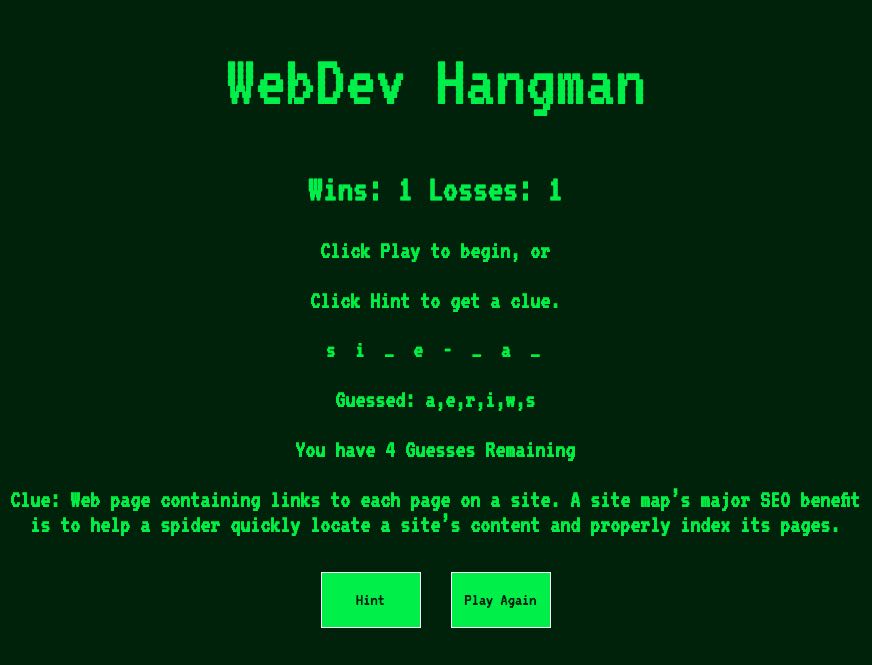 WebDev Hangman
Wins: 1 Losses: 1
Click Play to begin, or
Click Hint to get a clue.
s i _ e - _ a _
Guessed: a,e,r,i,w,s
You have 4 Guesses Remaining
Clue: Web page containing links to each page on a site. A site map's major SEO benefit
is to help a spider quickly locate a site's content and properly index its pages.
Hint
Play Again